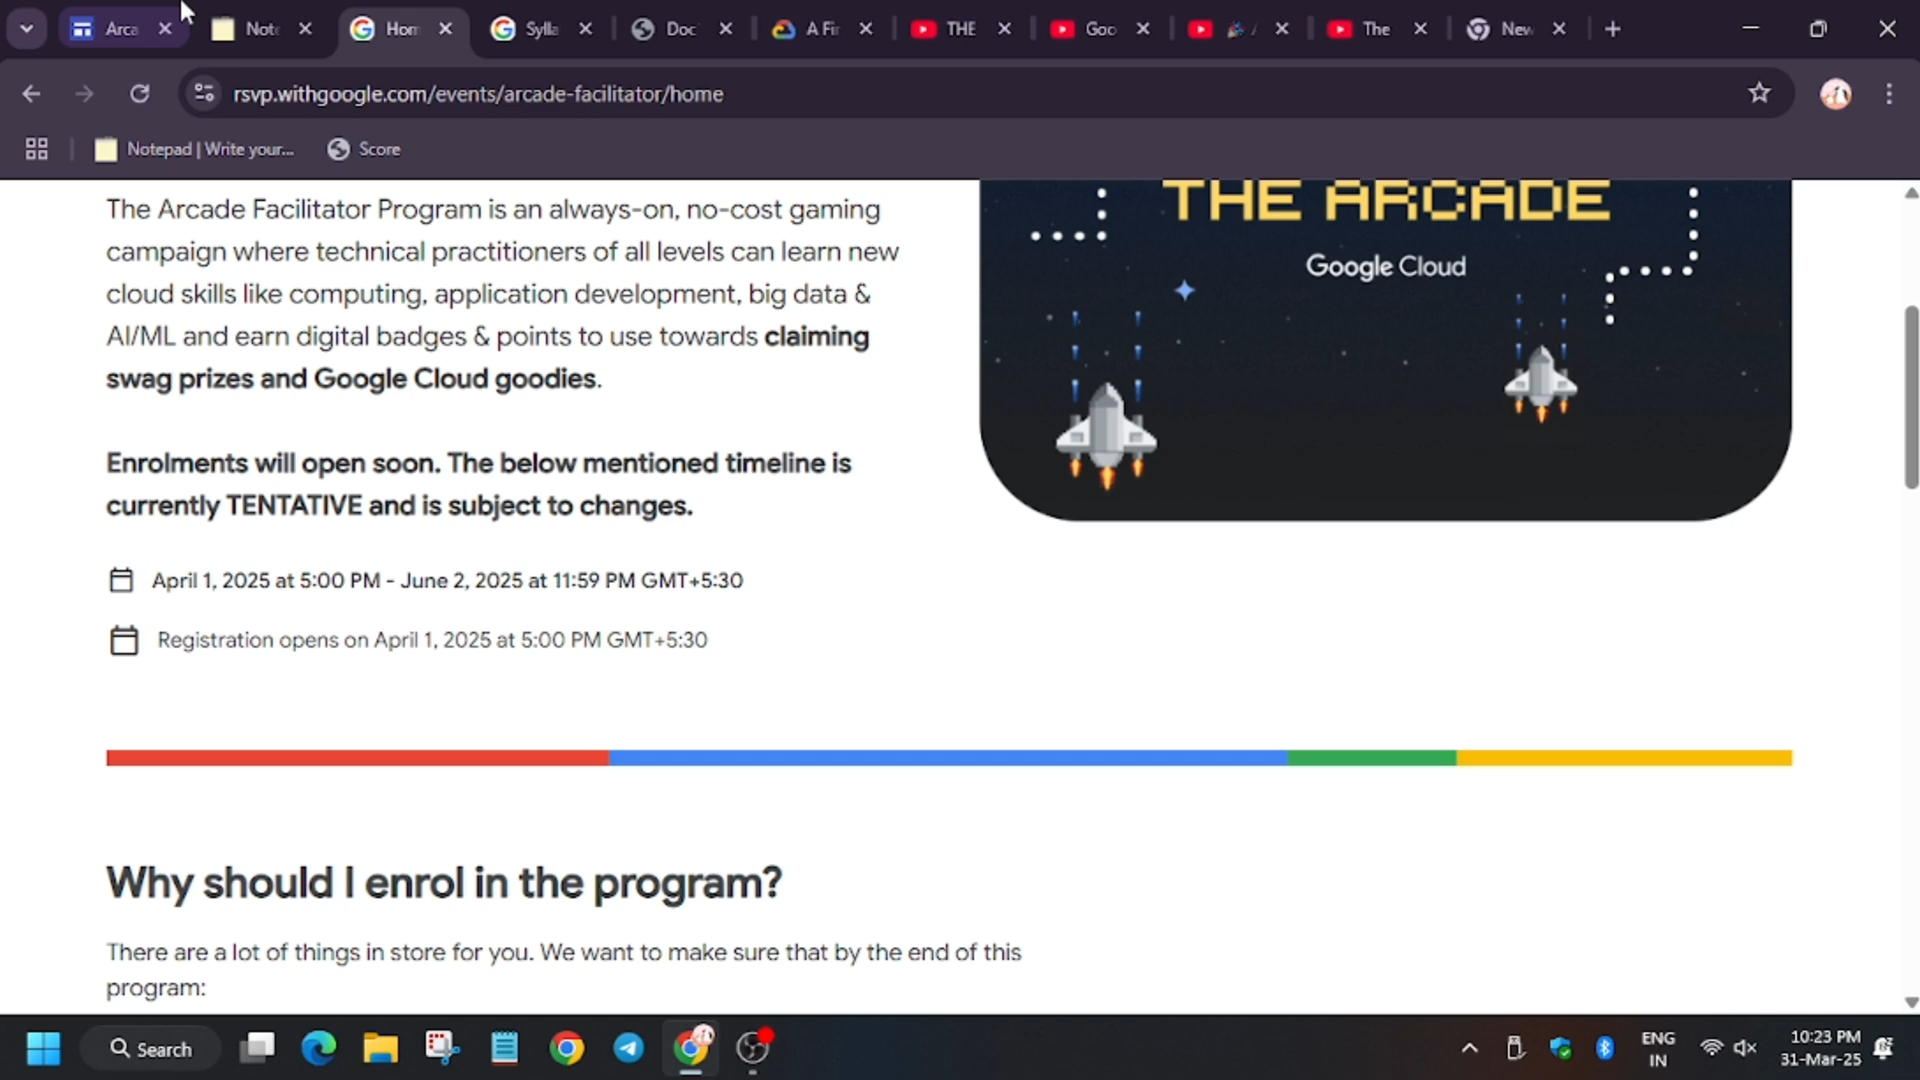 Arca
Note
Hom
Sylla
Doc
A Fir
THE
Goo
The
New
rsvp.withgoogle.com/events/arcade-facilitator/home
Notepad | Write your...
Score
The Arcade Facilitator Program is an always-on, no-cost gaming
campaign where technical practitioners of all levels can learn new
cloud skills like computing, application development, big data &
AI/ML and earn digital badges & points to use towards claiming
swag prizes and Google Cloud goodies.
THE ARCADE
Google Cloud
Enrolments will open soon. The below mentioned timeline is
currently TENTATIVE and is subject to changes.
April 1, 2025 at 5:00 PM - June 2, 2025 at 11:59 PM GMT+5:30
Registration opens on April 1, 2025 at 5:00 PM GMT+5:30
Why should I enrol in the program?
There are a lot of things in store for you. We want to make sure that by the end of this
program:
Search
ENG
IN
10:23 PM
31-Mar-25